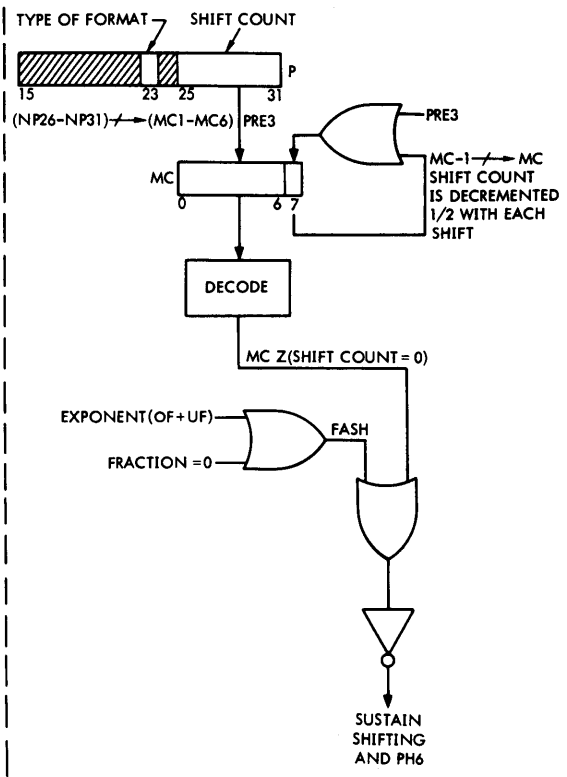 TYPE OF FORMAT
SHIFT COUNT
P
15
23
25
31
(NP26-NP31)⇸(MC1-MC6)
PRE3
PRE3
MC-1⇸MC
SHIFT COUNT
IS DECREMENTED
1/2 WITH EACH
SHIFT
MC
0
6
7
DECODE
MC Z(SHIFT COUNT = 0)
EXPONENT(OF+UF)
FASH
FRACTION =0
SUSTAIN
SHIFTING
AND PH6